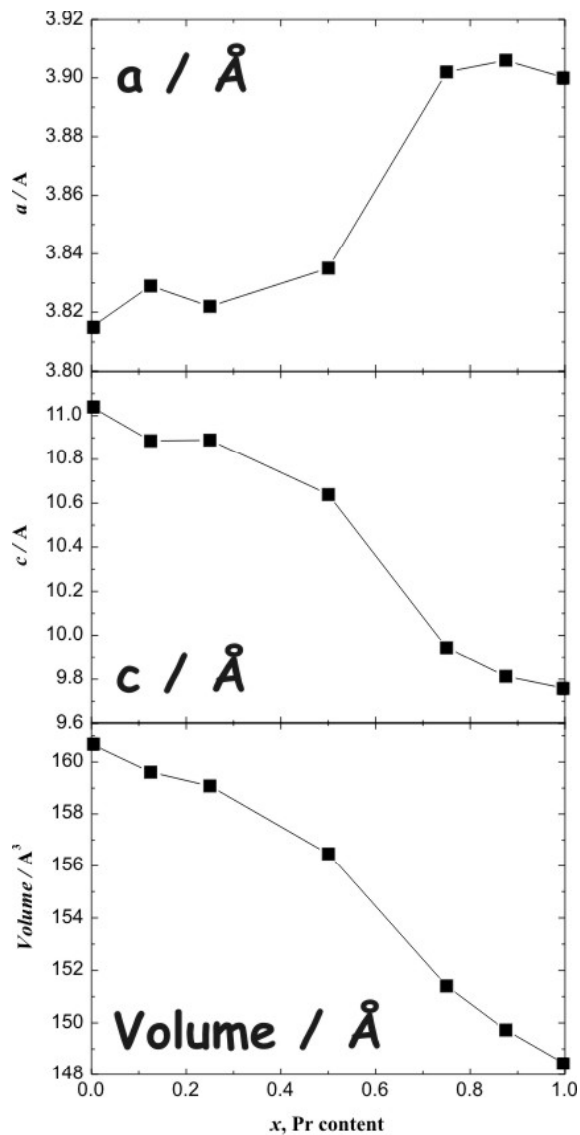 3.92
3.90
3.88
3.86
3.84
3.82
3.80
a / A
a / Å
11.0
10.8
10.6
10.4
10.2
10.0
9.8
9.6
c / A
c / Å
160
158
156
154
152
150
148
Volume / A³
Volume / Å
0.0 0.2 0.4 0.6 0.8 1.0
x, Pr content